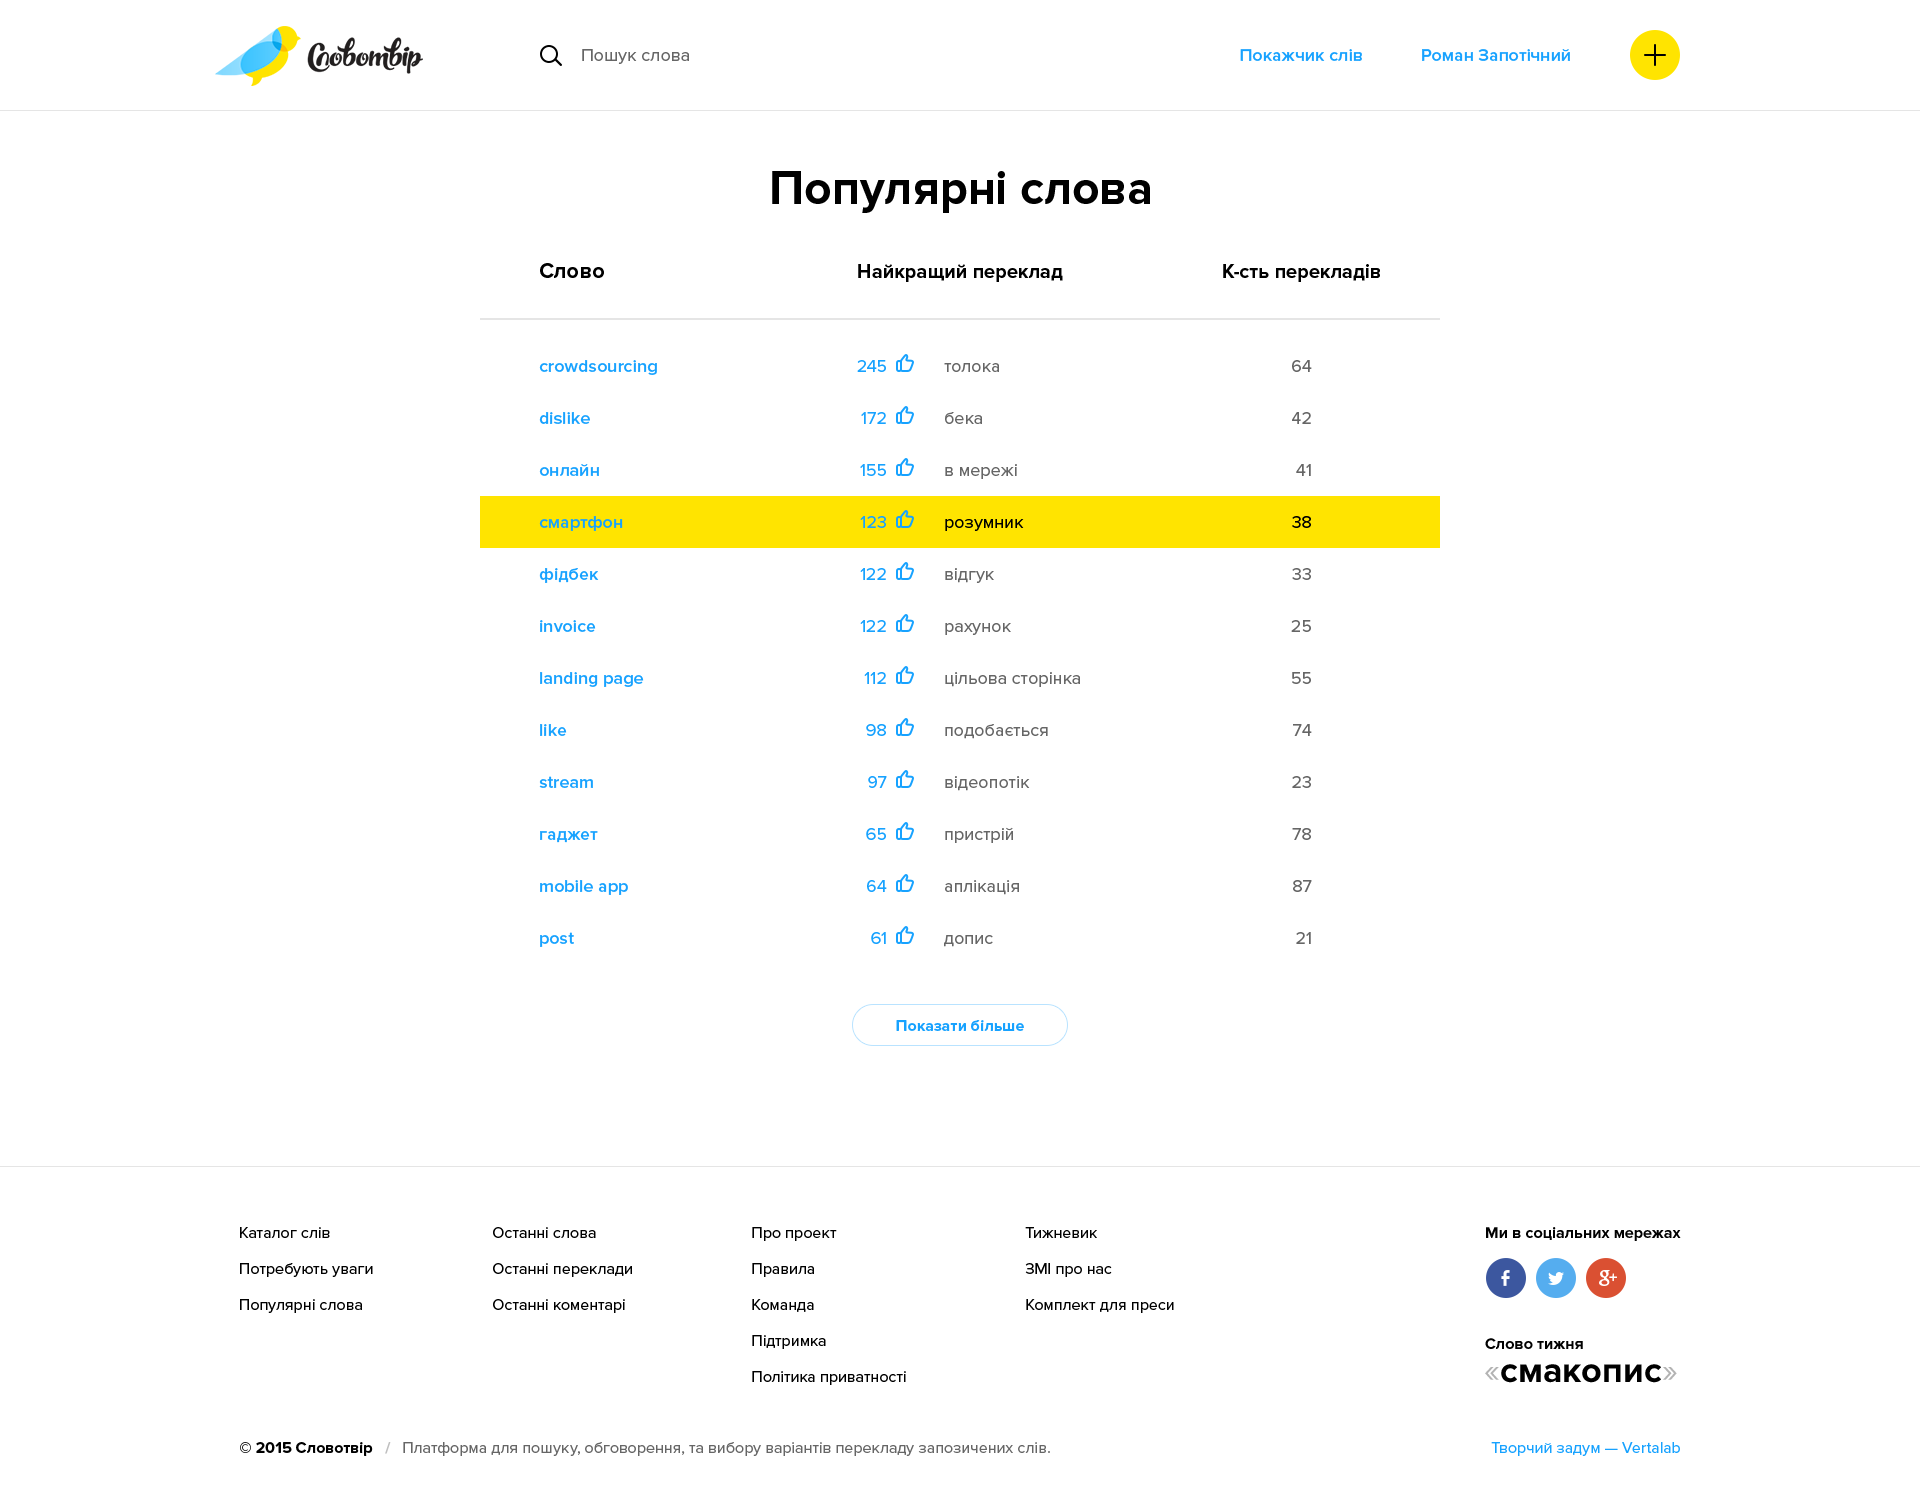 Словотвір
Пошук слова
Покажчик слів
Роман Запотічний
Популярні слова
Слово Найкращий переклад К-сть перекладів
crowdsourcing 245 толока 64
dislike 172 бека 42
онлайн 155 в мережі 41
смартфон 123 розумник 38
фідбек 122 відгук 33
invoice 122 рахунок 25
landing page 112 цільова сторінка 55
like 98 подобається 74
stream 97 відеопотік 23
гаджет 65 пристрій 78
mobile app 64 аплікація 87
post 61 допис 21
Показати більше
Каталог слів
Потребують уваги
Популярні слова
Останні слова
Останні переклади
Останні коментарі
Про проект
Правила
Команда
Підтримка
Політика приватності
Тижневик
ЗМІ про нас
Комплект для преси
Ми в соціальних мережах
f
g+
Слово тижня
«смакопис»
© 2015 Словотвір / Платформа для пошуку, обговорення, та вибору варіантів перекладу запозичених слів.
Творчий задум — Vertalab